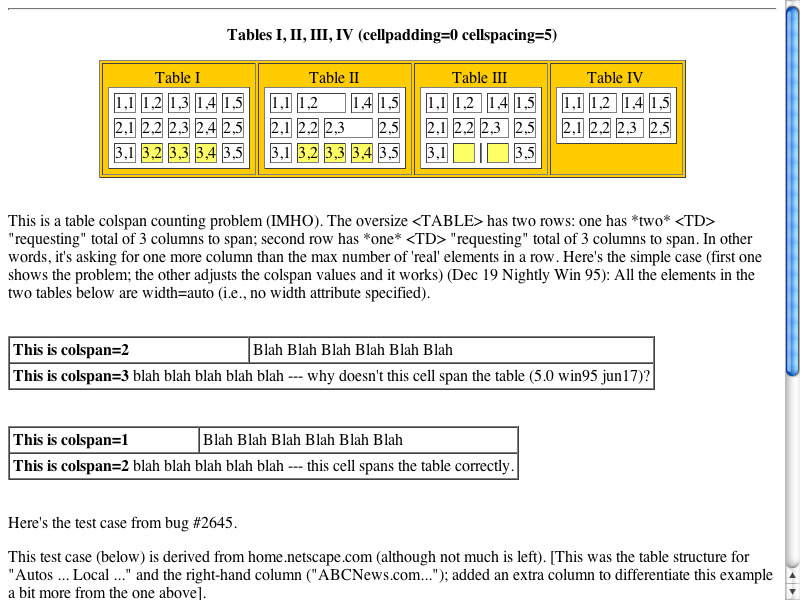 Tables I, II, III, IV (cellpadding=0 cellspacing=5)
Table I Table II Table III Table IV
1,1 1,2 1,3 1,4 1,5 1,1 1,2 1,4 1,5 1,1 1,2 1,4 1,5 1,1 1,2 1,4 1,5
2,1 2,2 2,3 2,4 2,5 2,1 2,2 2,3 2,5 2,1 2,2 2,3 2,5 2,1 2,2 2,3 2,5
3,1 3,2 3,3 3,4 3,5 3,1 3,2 3,3 3,4 3,5 3,1 3,5
This is a table colspan counting problem (IMHO). The oversize <TABLE> has two rows: one has *two* <TD>
"requesting" total of 3 columns to span; second row has *one* <TD> "requesting" total of 3 columns to span. In other
words, it's asking for one more column than the max number of 'real' elements in a row. Here's the simple case (first one
shows the problem; the other adjusts the colspan values and it works) (Dec 19 Nightly Win 95): All the elements in the
two tables below are width=auto (i.e., no width attribute specified).
This is colspan=2 Blah Blah Blah Blah Blah Blah
This is colspan=3 blah blah blah blah blah --- why doesn't this cell span the table (5.0 win95 jun17)?
This is colspan=1 Blah Blah Blah Blah Blah Blah
This is colspan=2 blah blah blah blah blah --- this cell spans the table correctly.
Here's the test case from bug #2645.
This test case (below) is derived from home.netscape.com (although not much is left). [This was the table structure for
"Autos ... Local ..." and the right-hand column ("ABCNews.com..."); added an extra column to differentiate this example
a bit more from the one above].